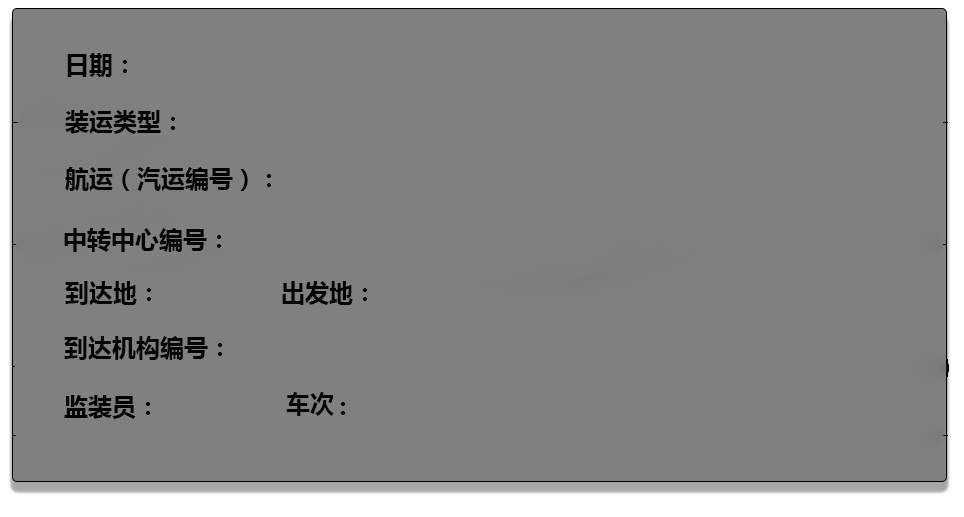 日期：
装运类型：
航运（汽运编号）：
中转中心编号：
到达地： 出发地：
到达机构编号：
监装员： 车次：